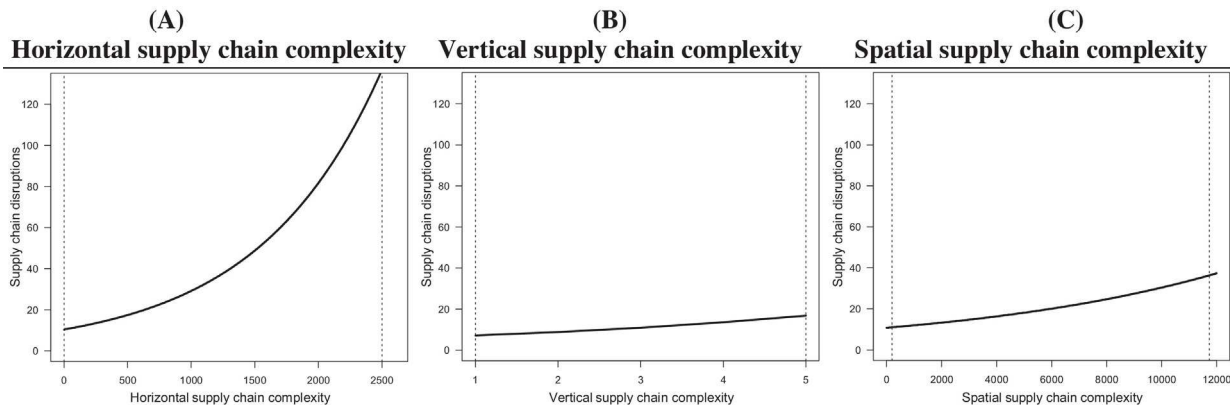 (A)
Horizontal supply chain complexity
Supply chain disruptions
120
100
80
60
40
20
0
0 500 1000 1500 2000 2500
Horizontal supply chain complexity
(B)
Vertical supply chain complexity
Supply chain disruptions
120
100
80
60
40
20
0
1 2 3 4 5
Vertical supply chain complexity
(C)
Spatial supply chain complexity
Supply chain disruptions
120
100
80
60
40
20
0
0 2000 4000 6000 8000 10000 12000
Spatial supply chain complexity